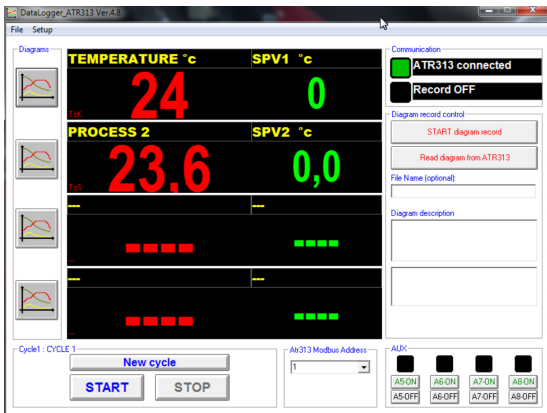 DataLogger_ATR313 Ver.4.8
File Setup
Diagrams
TEMPERATURE °c SPV1 °c
24 0
TcK
PROCESS 2 SPV2 °c
23,6 0,0
TcS
--- ---
---- ----
--- ---
---- ----
Communication
ATR313 connected
Record OFF
Diagram record control
START diagram record
Read diagram from ATR313
File Name (optional):
Diagram description
Cycle1 : CYCLE 1
New cycle
START STOP
Atr313 Modbus Address
1
AUX
A5-ON A6-ON A7-ON A8-ON
A5-OFF A6-OFF A7-OFF A8-OFF